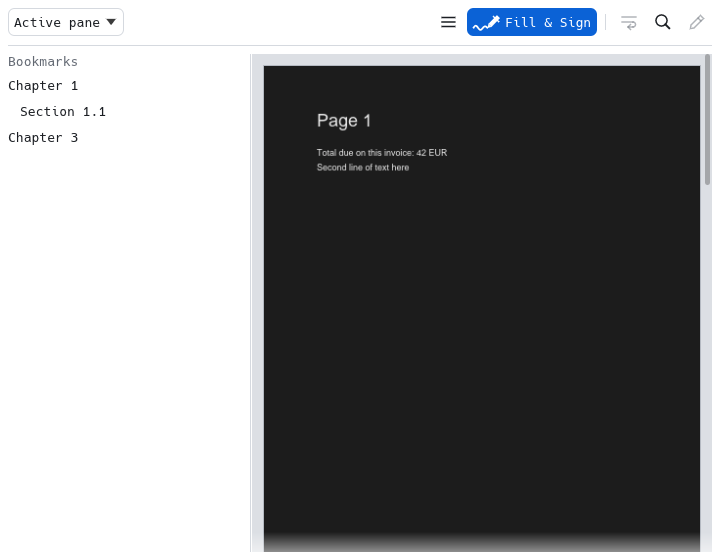 Active pane
Fill & Sign
Bookmarks
Chapter 1
Section 1.1
Chapter 3
Page 1
Total due on this invoice: 42 EUR
Second line of text here